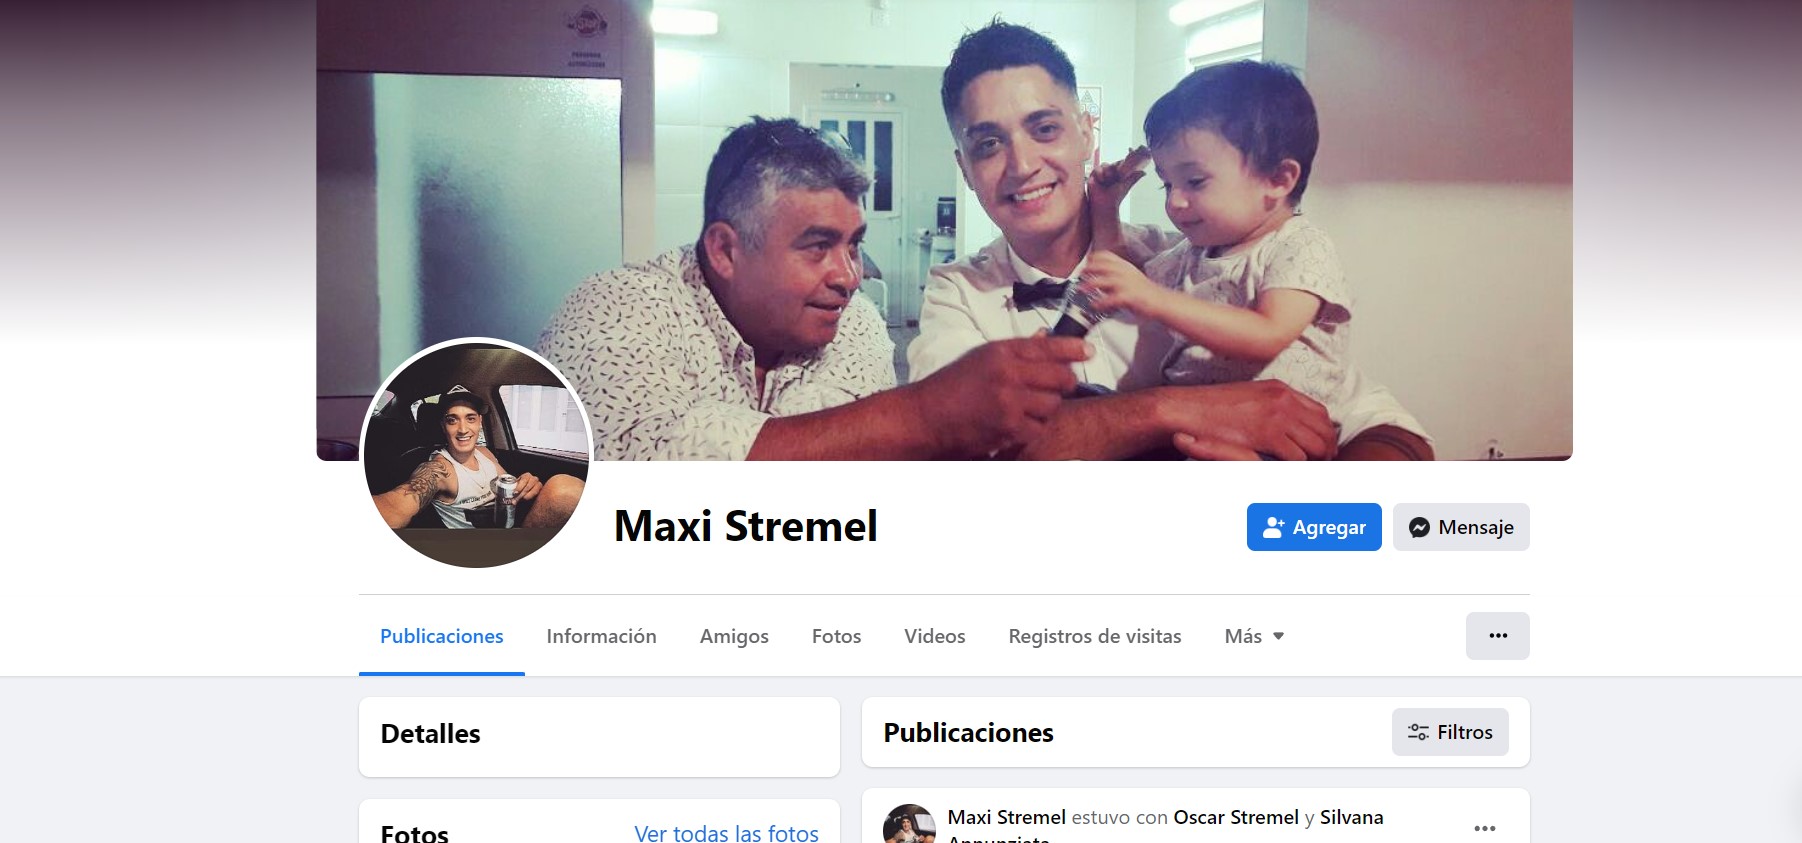 Maxi Stremel
Agregar
Mensaje
Publicaciones
Información
Amigos
Fotos
Videos
Registros de visitas
Más
Detalles
Fotos
Ver todas las fotos
Publicaciones
Filtros
Maxi Stremel estuvo con Oscar Stremel y Silvana
Annunziata